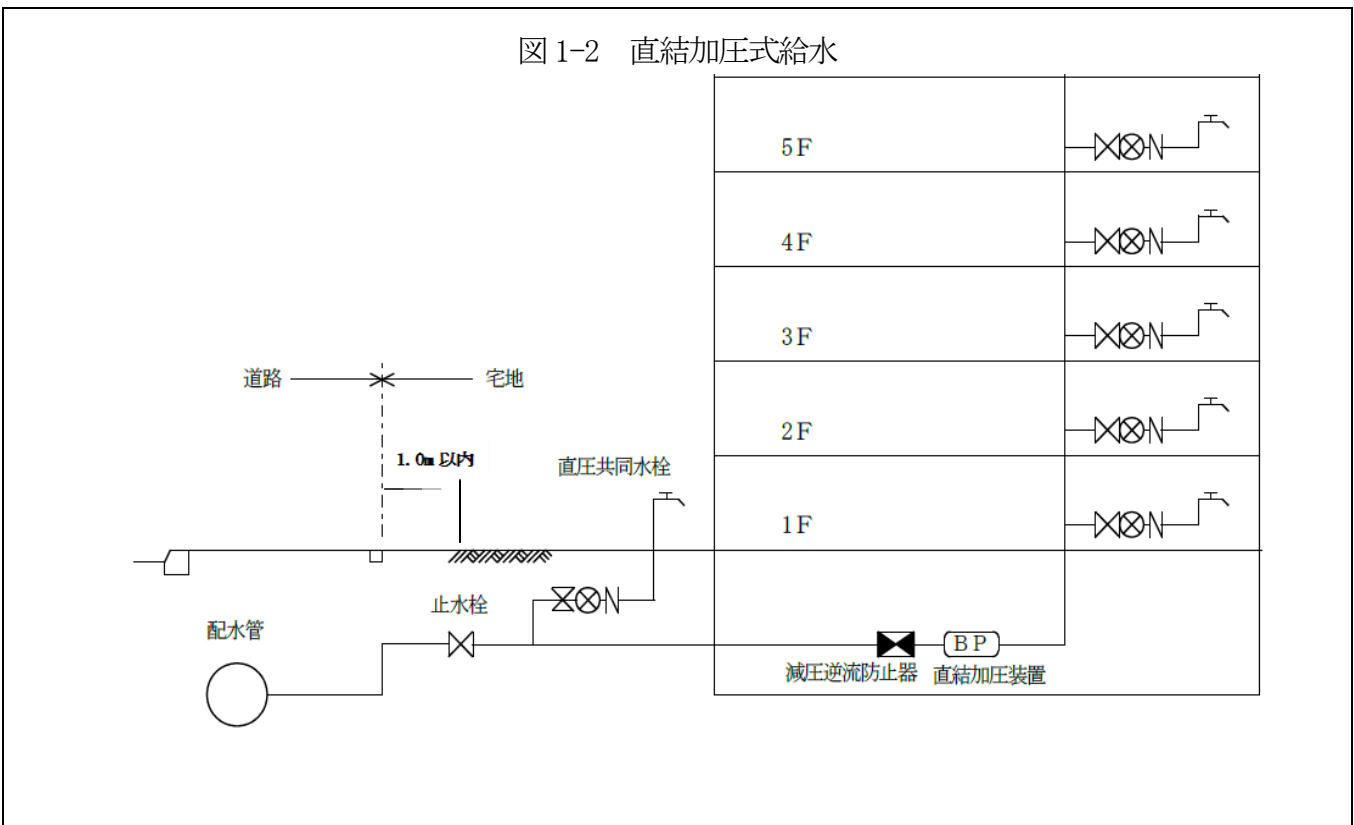 図1-2 直結加圧式給水
5F
4F
3F
道路
宅地
2F
1.0m以内
直圧共同水栓
1F
止水栓
配水管
BP
減圧逆流防止器
直結加圧装置